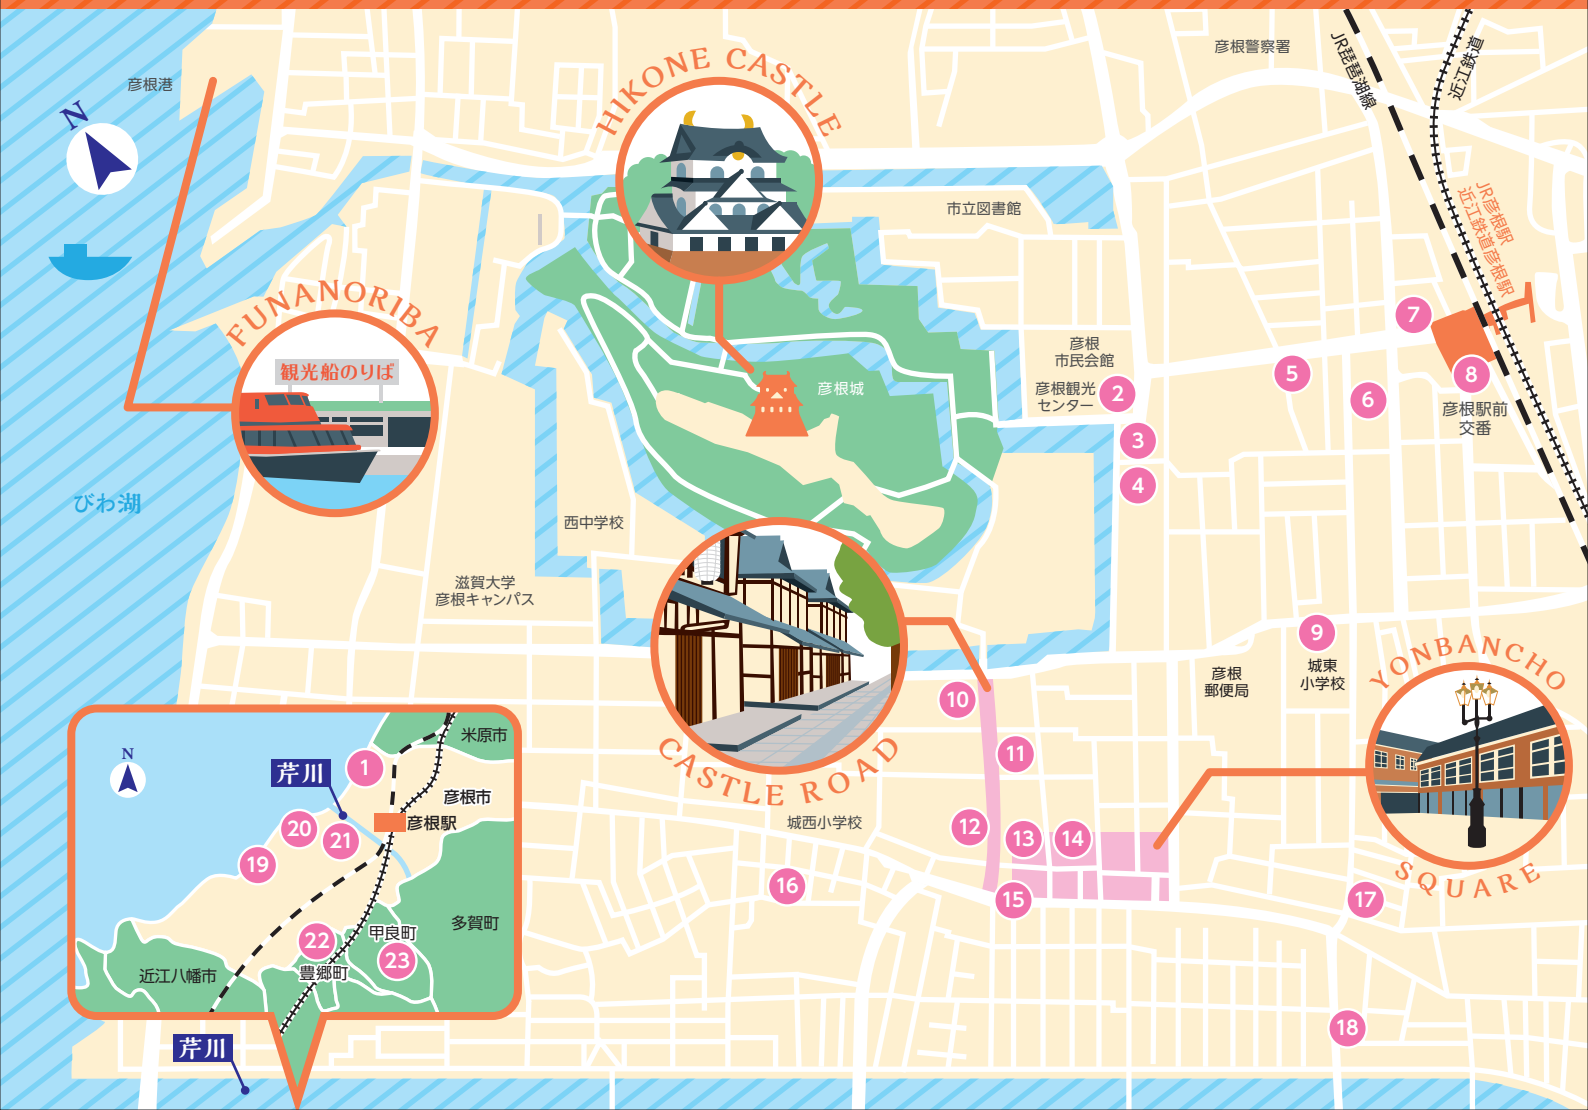 彦根港
N
びわ湖
HIKONE CASTLE
FUNANORIBA
観光船のりば
彦根警察署
JR琵琶湖線
近江鉄道
JR彦根駅
近江鉄道彦根駅
市立図書館
彦根
市民会館
彦根観光
センター
2
3
4
5
6
7
8
彦根駅前
交番
彦根城
西中学校
滋賀大学
彦根キャンパス
CASTLE ROAD
城西小学校
9
城東
小学校
彦根
郵便局
YONBANCHO
SQUARE
10
11
12
13
14
15
16
17
18
N
芹川
1
米原市
彦根市
彦根駅
20
21
19
22
甲良町
23
多賀町
豊郷町
近江八幡市
芹川